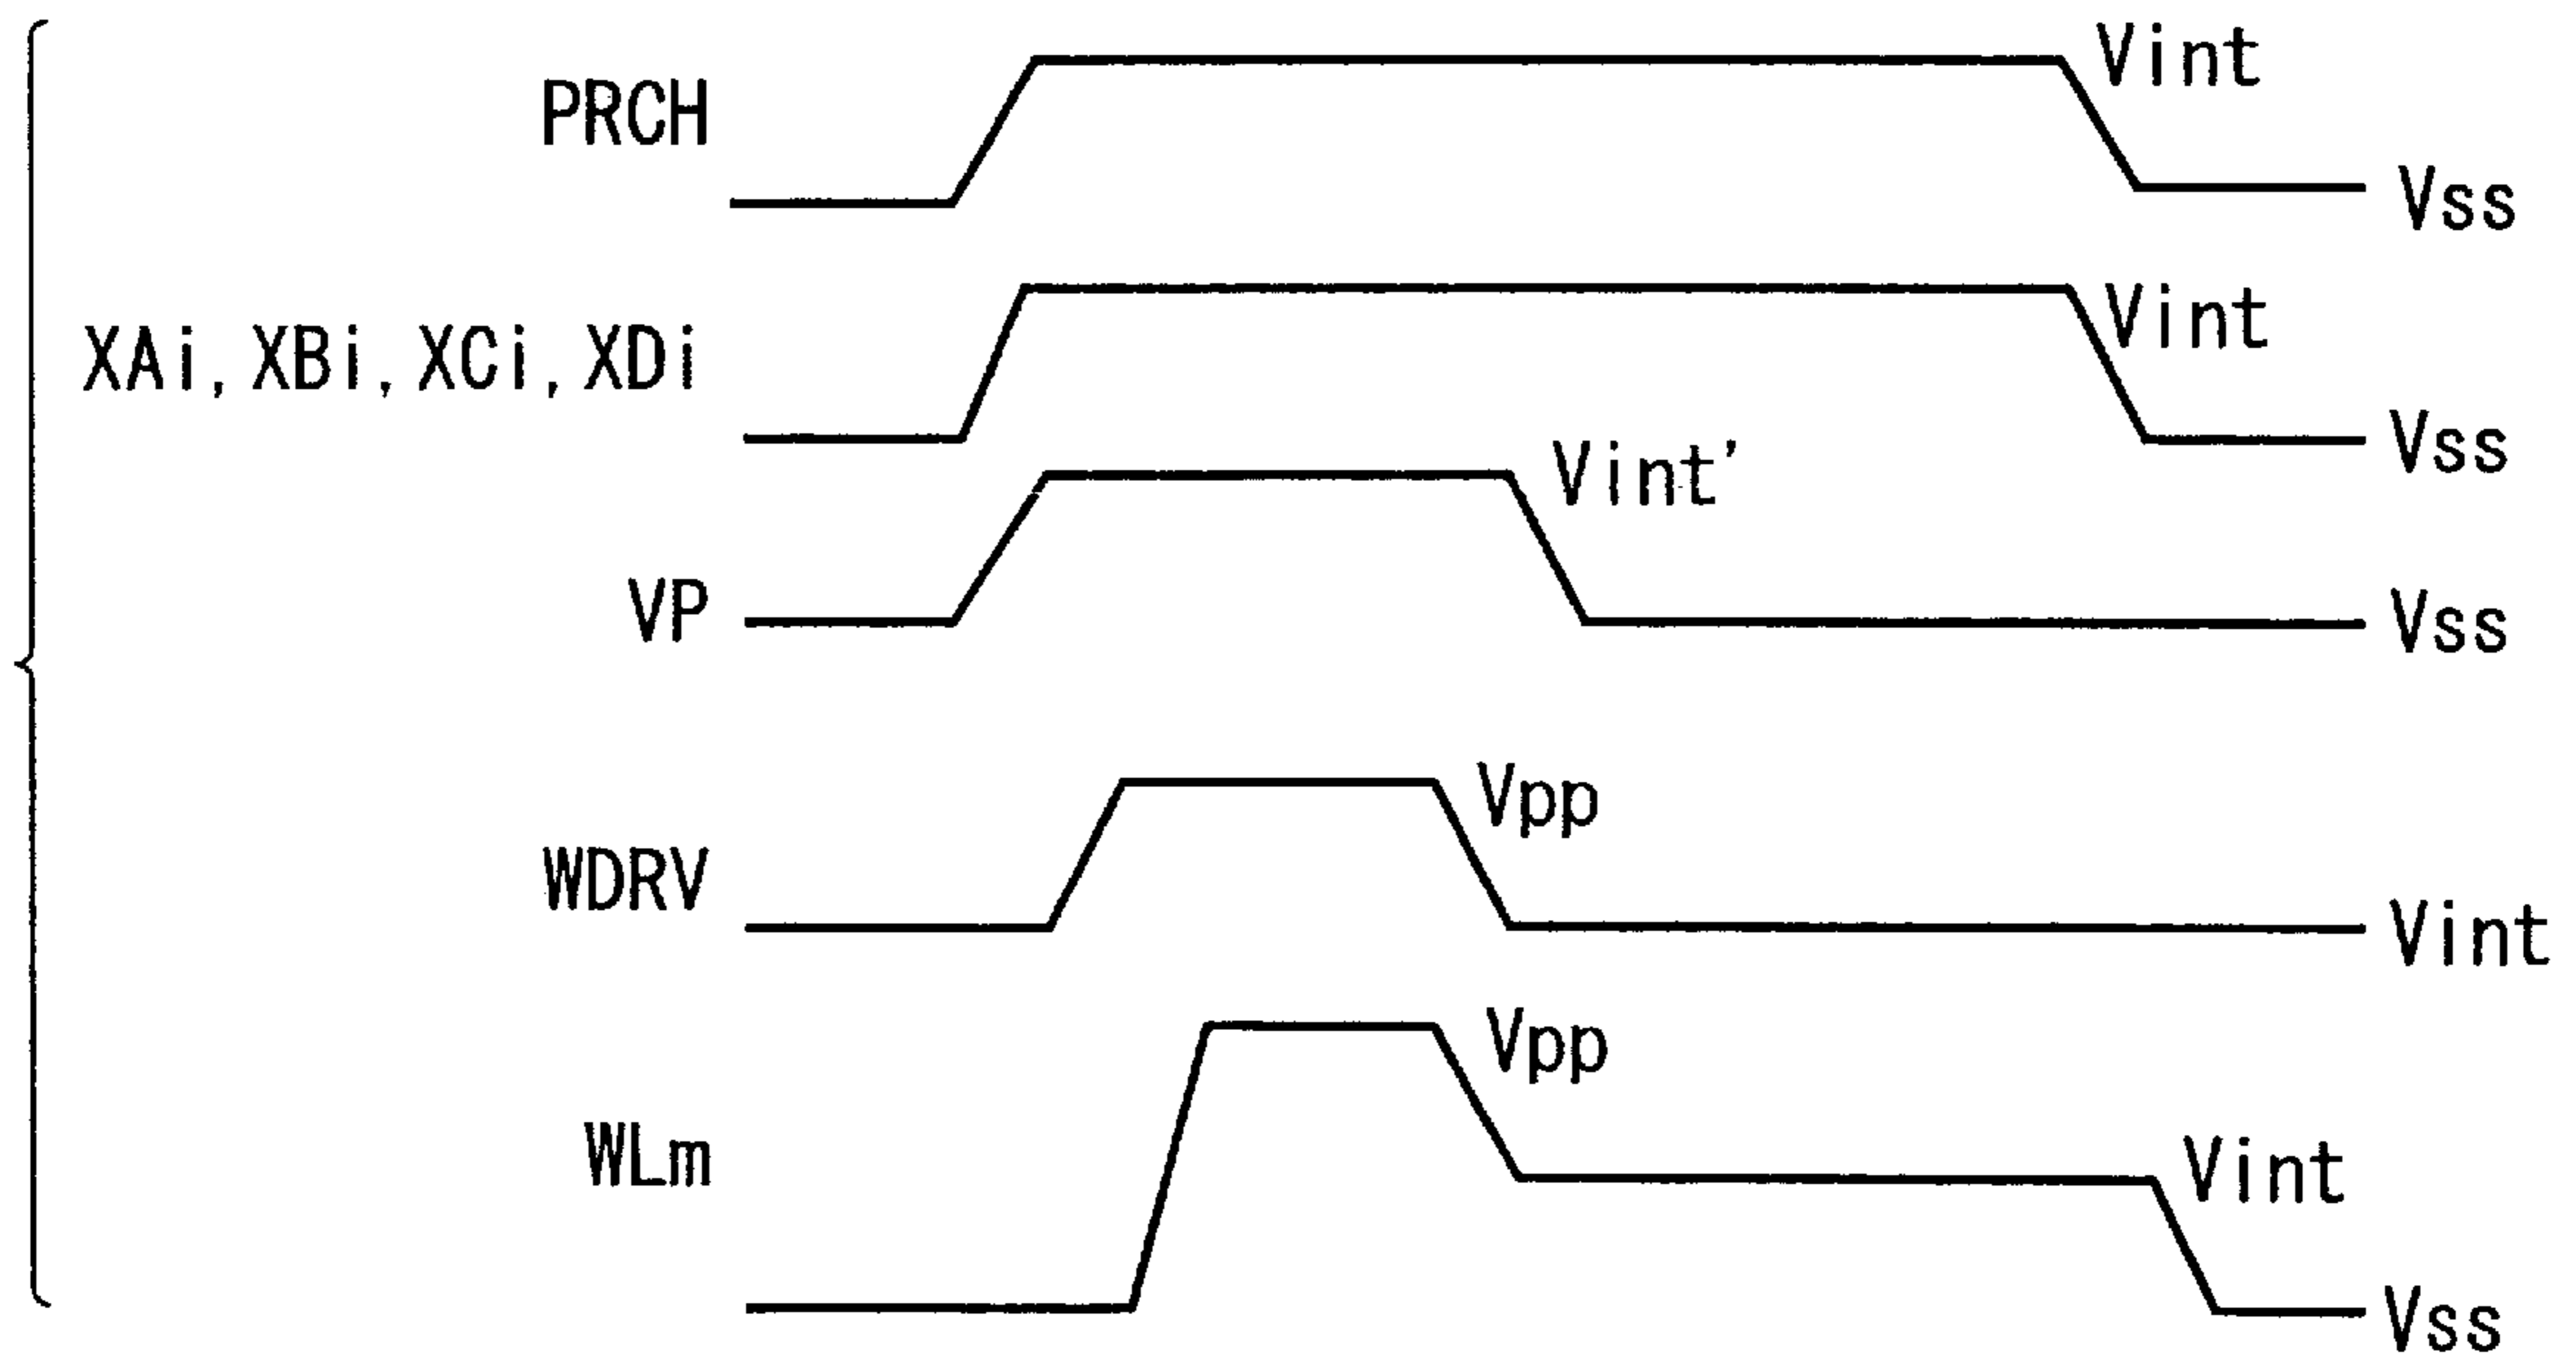 PRCH Vint
Vss
XAi, XBi, XCi, XDi Vint
Vss
VP Vint'
Vss
WDRV Vpp
Vint
WLm Vpp
Vint
Vss